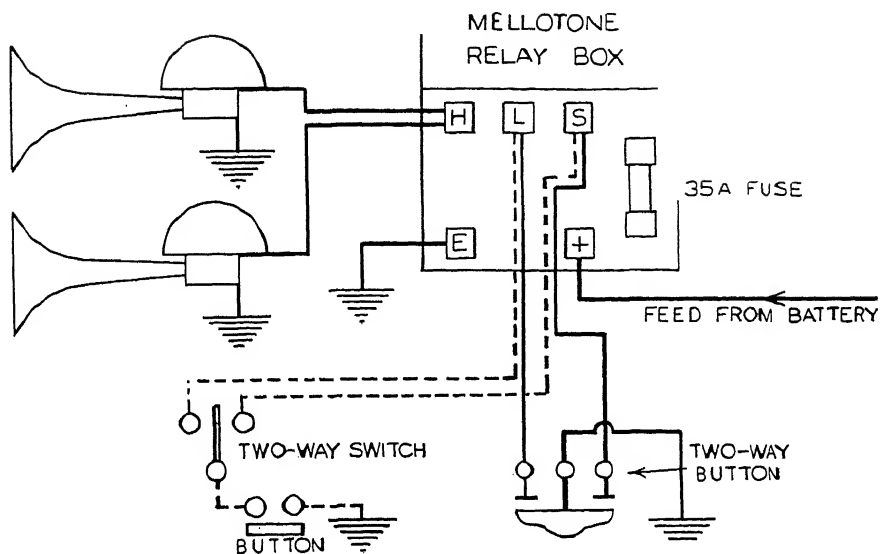 MELLOTONE
RELAY BOX
H L S
35A FUSE
E +
FEED FROM BATTERY
TWO-WAY SWITCH
TWO-WAY
BUTTON
BUTTON